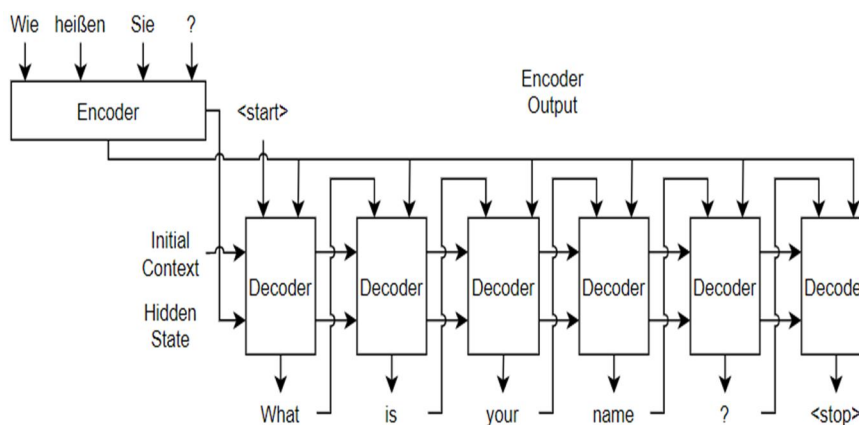 Wie heißen Sie ?
Encoder
<start>
Encoder
Output
Initial
Context
Hidden
State
Decoder Decoder Decoder Decoder Decoder Decode
What is your name ? <stop>